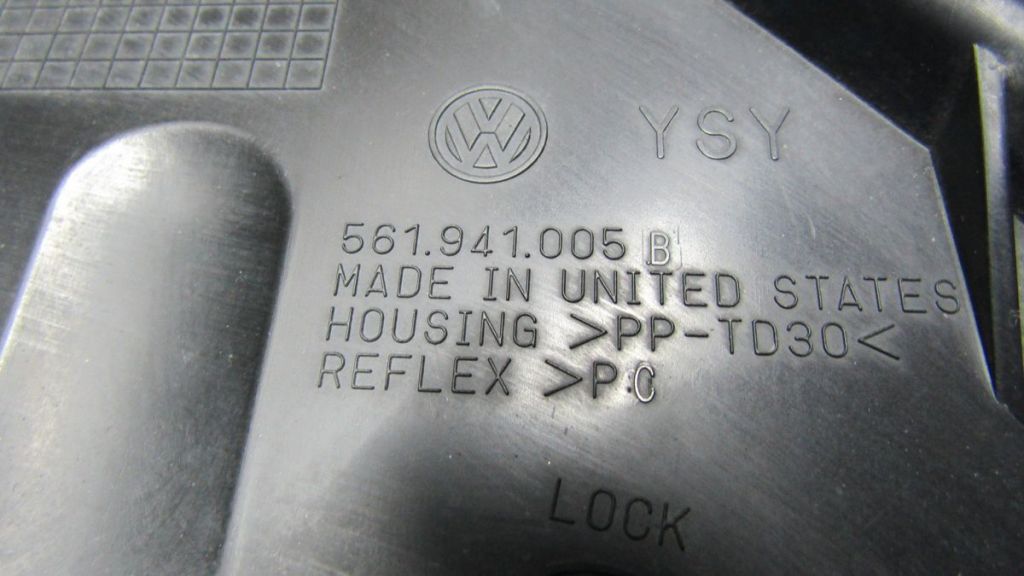 YSY
561.941.005 B
MADE IN UNITED STATES
HOUSING >PP-TD30<
REFLEX >PC
LOCK